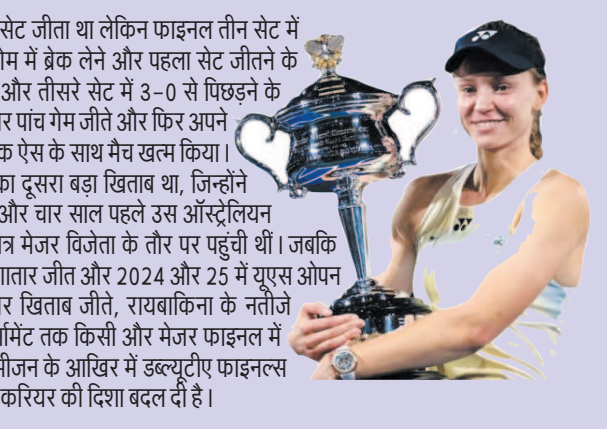 सेट जीता था लेकिन फाइनल तीन सेट में
म में ब्रेक लेने और पहला सेट जीतने के
और तीसरे सेट में 3-0 से पिछड़ने के
र पांच गेम जीते और फिर अपने
क ऐस के साथ मैच खत्म किया।
का दूसरा बड़ा खिताब था, जिन्होंने
और चार साल पहले उस ऑस्ट्रेलियन
त्र मेजर विजेता के तौर पर पहुंची थीं। जबकि
गातार जीत और 2024 और 25 में यूएस ओपन
र खिताब जीते, रायबाकिना के नतीजे
र्नामेंट तक किसी और मेजर फाइनल में
ीजन के आखिर में डब्ल्यूटीए फाइनल्स
करियर की दिशा बदल दी है।